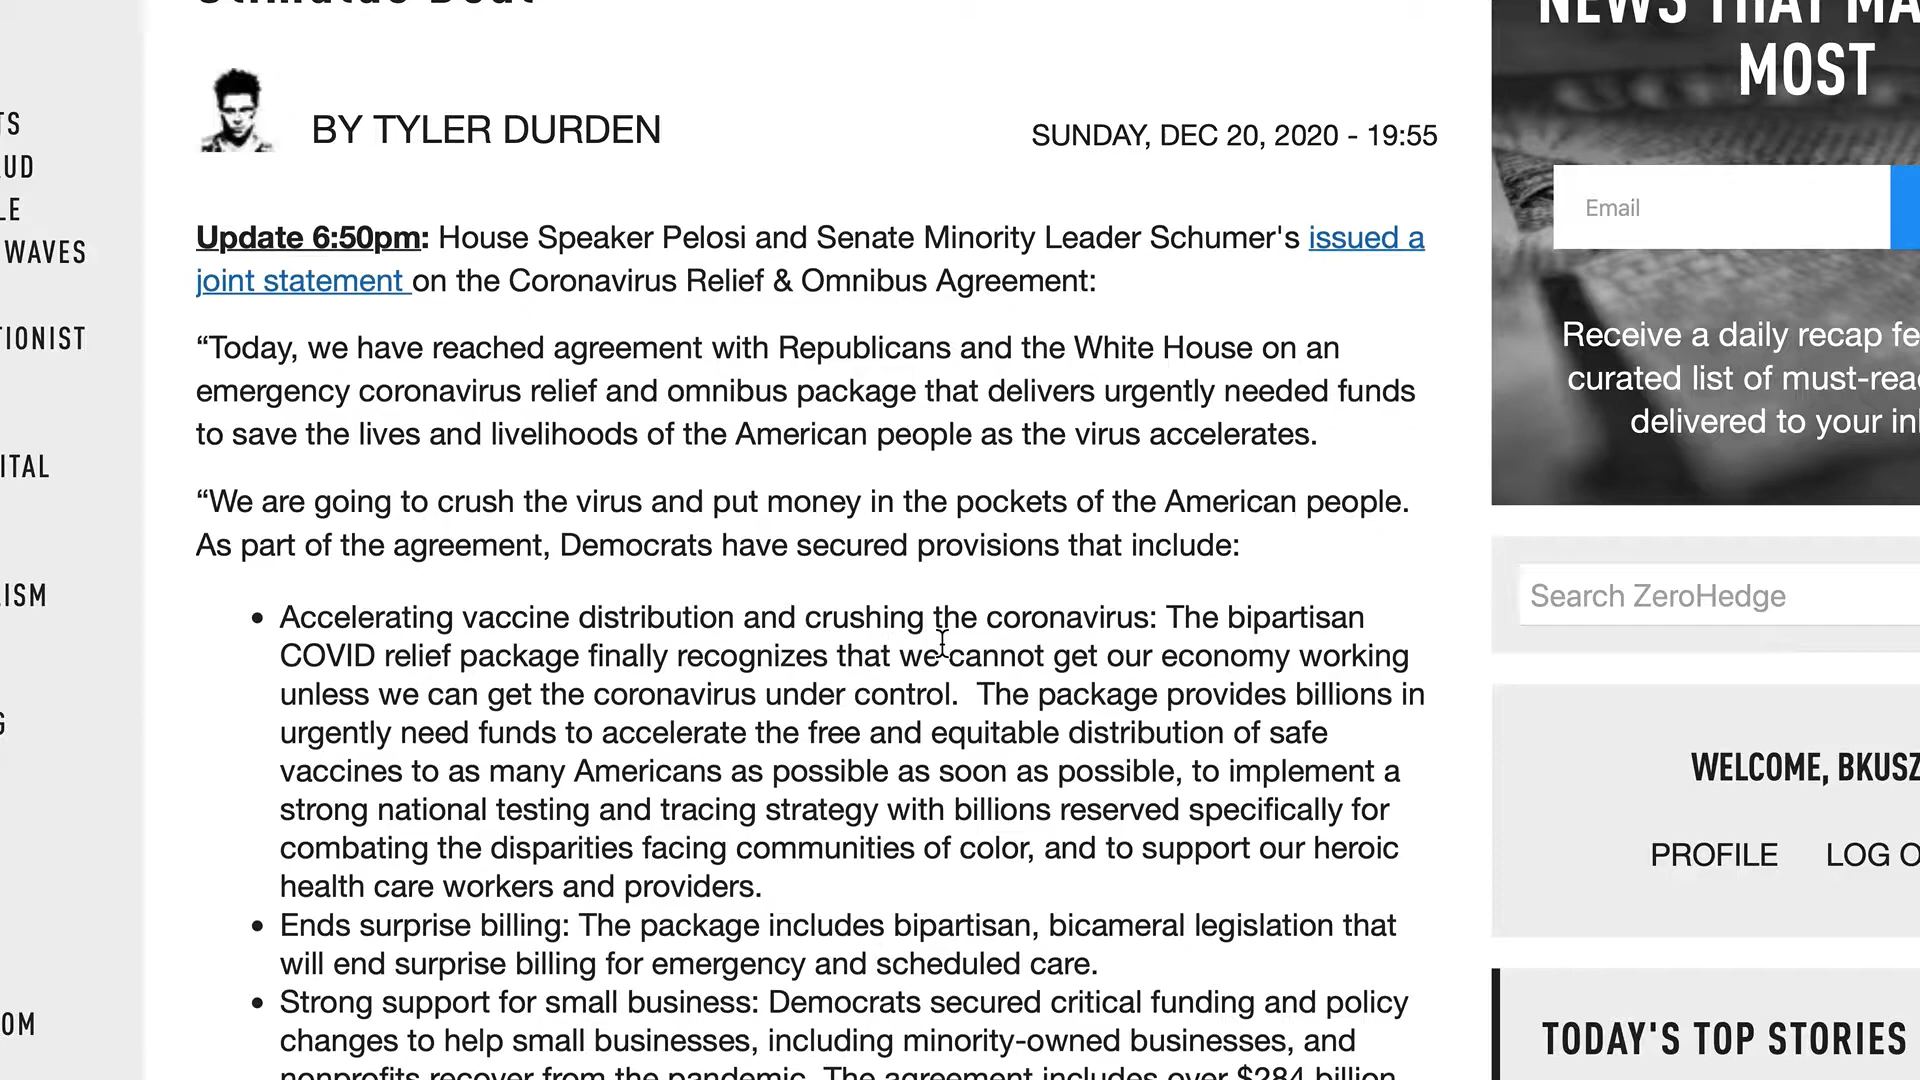 NEWS THAT MA
MOST
BY TYLER DURDEN
SUNDAY, DEC 20, 2020 - 19:55
Update 6:50pm: House Speaker Pelosi and Senate Minority Leader Schumer's issued a
joint statement on the Coronavirus Relief & Omnibus Agreement:
“Today, we have reached agreement with Republicans and the White House on an
emergency coronavirus relief and omnibus package that delivers urgently needed funds
to save the lives and livelihoods of the American people as the virus accelerates.
“We are going to crush the virus and put money in the pockets of the American people.
As part of the agreement, Democrats have secured provisions that include:
• Accelerating vaccine distribution and crushing the coronavirus: The bipartisan
COVID relief package finally recognizes that we cannot get our economy working
unless we can get the coronavirus under control.  The package provides billions in
urgently need funds to accelerate the free and equitable distribution of safe
vaccines to as many Americans as possible as soon as possible, to implement a
strong national testing and tracing strategy with billions reserved specifically for
combating the disparities facing communities of color, and to support our heroic
health care workers and providers.
• Ends surprise billing: The package includes bipartisan, bicameral legislation that
will end surprise billing for emergency and scheduled care.
• Strong support for small business: Democrats secured critical funding and policy
changes to help small businesses, including minority-owned businesses, and
nonprofits recover from the pandemic. The agreement includes over $284 billion
TS
AUD
LE
WAVES
TIONIST
ITAL
LISM
G
OM
Email
Receive a daily recap fe
curated list of must-rea
delivered to your in
Search ZeroHedge
WELCOME, BKUSZ
PROFILE
LOG O
TODAY'S TOP STORIES